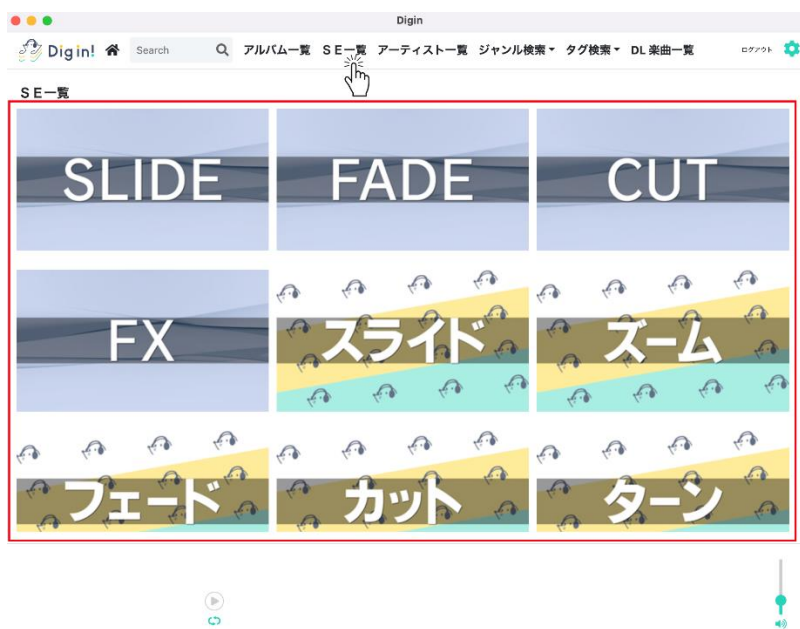 Digin
Digin! Search アルバム一覧 ＳＥ一覧 アーティスト一覧 ジャンル検索 タグ検索 DL 楽曲一覧 ログアウト
ＳＥ一覧
SLIDE FADE CUT
FX スライド ズーム
フェード カット ターン